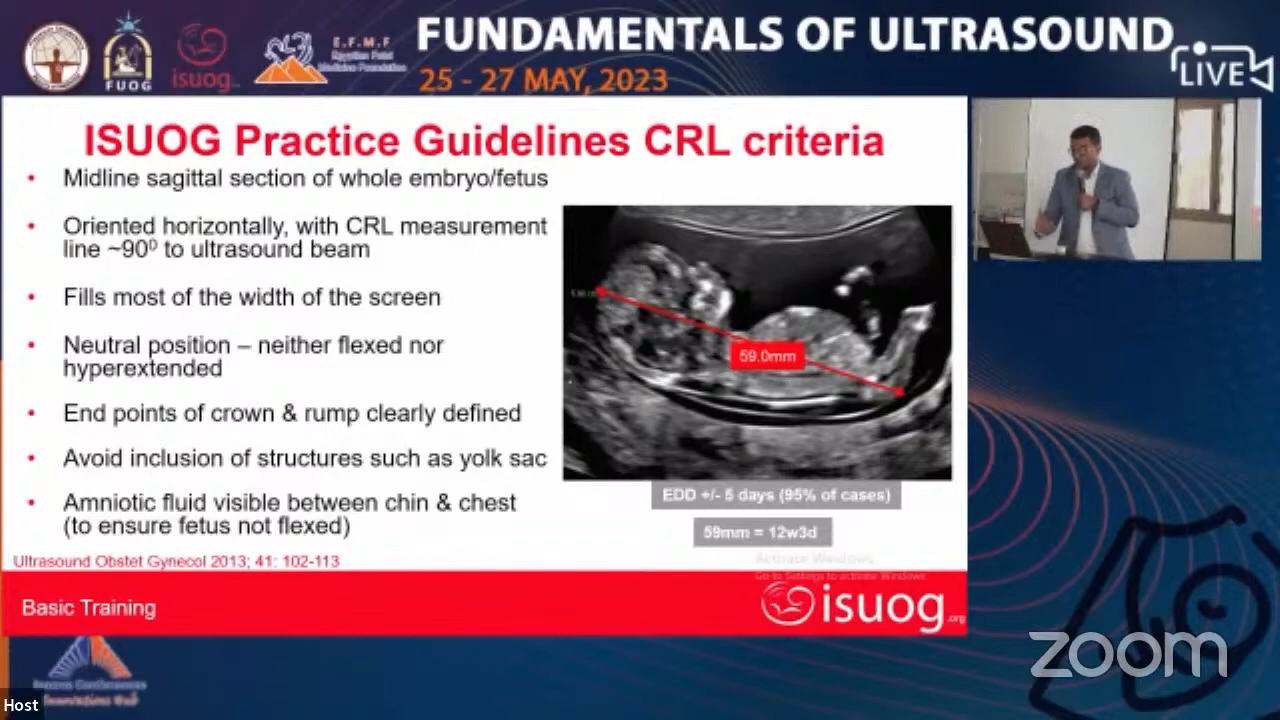 FUNDAMENTALS OF ULTRASOUND
25 - 27 MAY, 2023
LIVE
FUOG
isuog
E.F.M.F
Egyptian Fetal
Medicine Foundation
ISUOG Practice Guidelines CRL criteria
• Midline sagittal section of whole embryo/fetus
• Oriented horizontally, with CRL measurement
line ~90⁰ to ultrasound beam
• Fills most of the width of the screen
• Neutral position – neither flexed nor
hyperextended
• End points of crown & rump clearly defined
• Avoid inclusion of structures such as yolk sac
• Amniotic fluid visible between chin & chest
(to ensure fetus not flexed)
59.0mm
EDD +/- 5 days (95% of cases)
59mm = 12w3d
Activate Windows
Go to Settings to activate Windows.
Ultrasound Obstet Gynecol 2013; 41: 102-113
Basic Training
isuog.org
zoom
Host